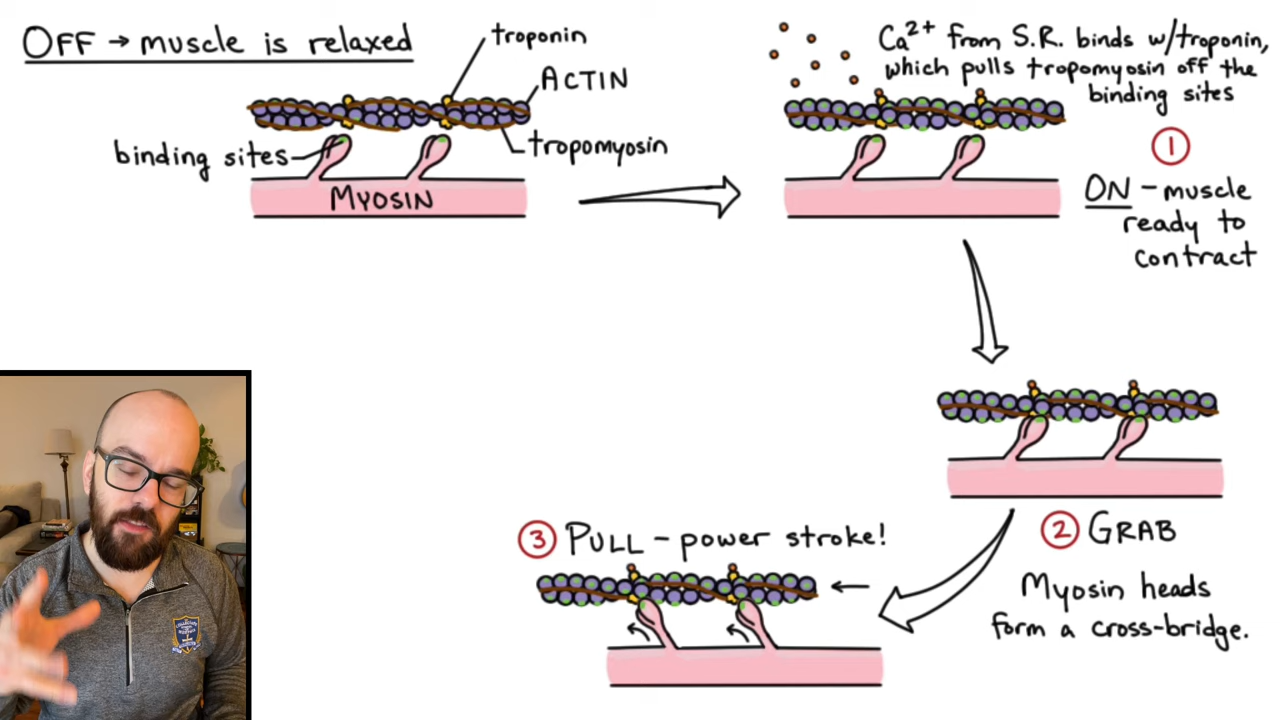 OFF → muscle is relaxed
troponin
ACTIN
tropomyosin
binding sites
MYOSIN
Ca²⁺ from S.R. binds w/troponin,
which pulls tropomyosin off the
binding sites
1
ON - muscle
ready to
contract
2 GRAB
Myosin heads
form a cross-bridge.
3 PULL - power stroke!